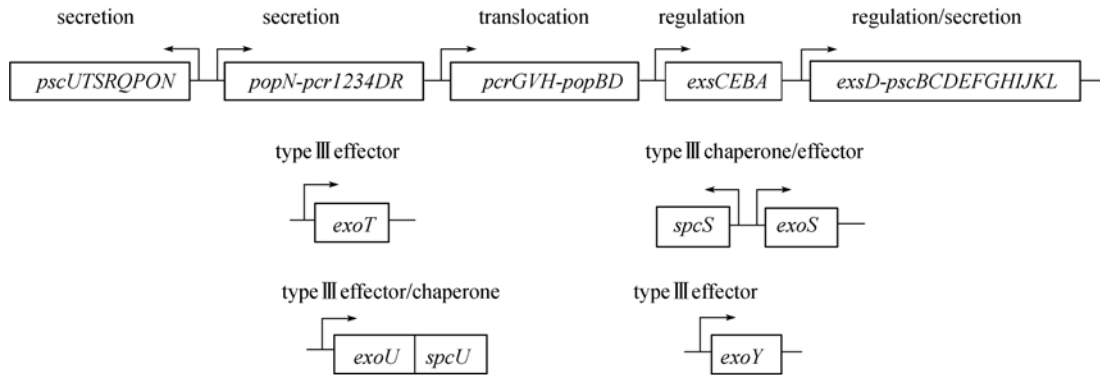 secretion secretion translocation regulation regulation/secretion
pscUTSRQPON popN-pcr1234DR pcrGVH-popBD exsCEBA exsD-pscBCDEFGHIJKL
type Ⅲ effector type Ⅲ chaperone/effector
exoT spcS exoS
type Ⅲ effector/chaperone type Ⅲ effector
exoU spcU exoY